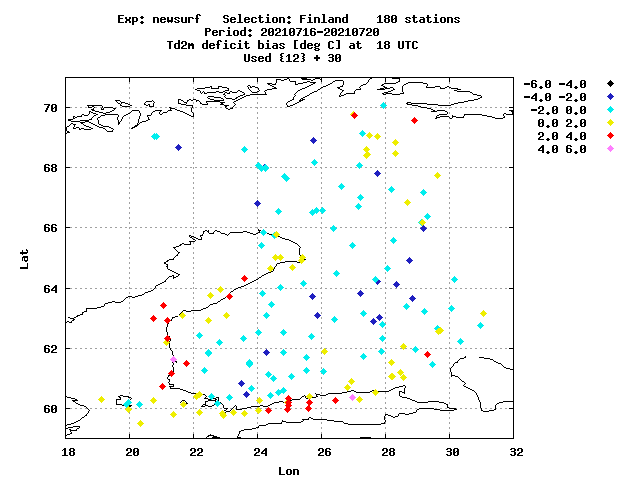 Exp: newsurf   Selection: Finland    180 stations
Period: 20210716-20210720
Td2m deficit bias [deg C] at  18 UTC
Used {12} + 30
-6.0 -4.0
-4.0 -2.0
-2.0 0.0
0.0 2.0
2.0 4.0
4.0 6.0
70
68
66
64
62
60
Lat
18 20 22 24 26 28 30 32
Lon